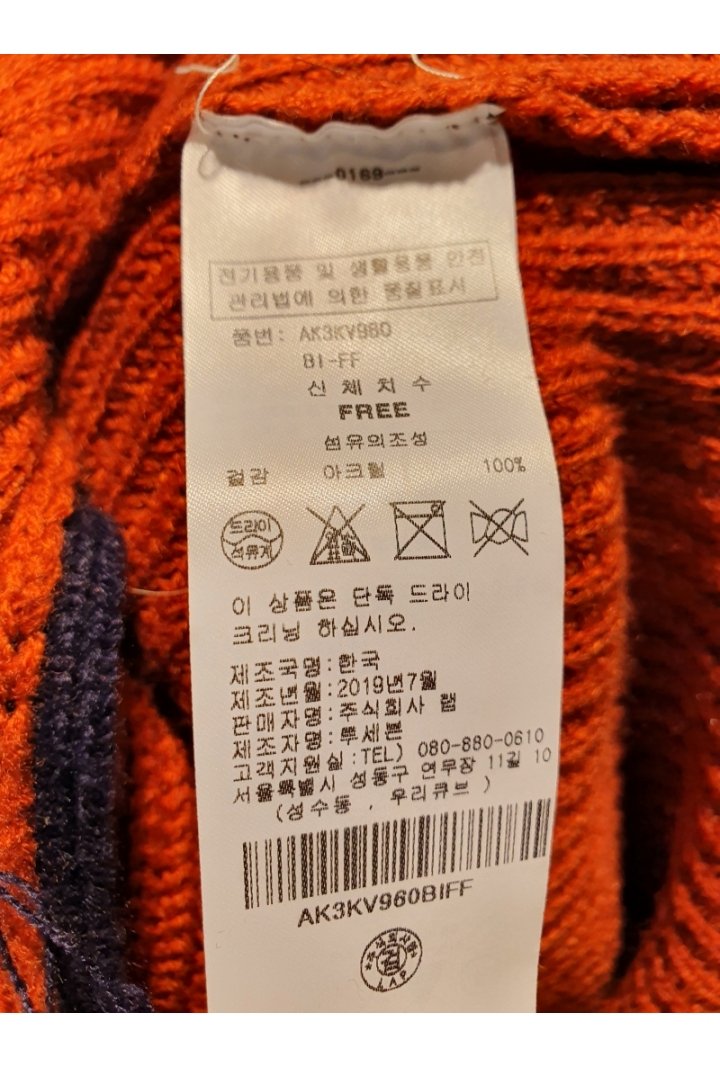 ---0169---
전기용품 및 생활용품 안전
관리법에 의한 품질표시
품번: AK3KV960
BI-FF
신 체 치 수
FREE
섬유의조성
겉감 아크릴 100%
드라이
석유계
이 상품은 단독 드라이
크리닝 하십시오.
제조국명:한국
제조년월:2019년7월
판매자명:주식회사 랩
제조자명:뿌세븐
고객지원실:TEL) 080-880-0610
서울특별시 성동구 연무장 11길 10
(성수동 , 우리큐브 )
AK3KV960BIFF